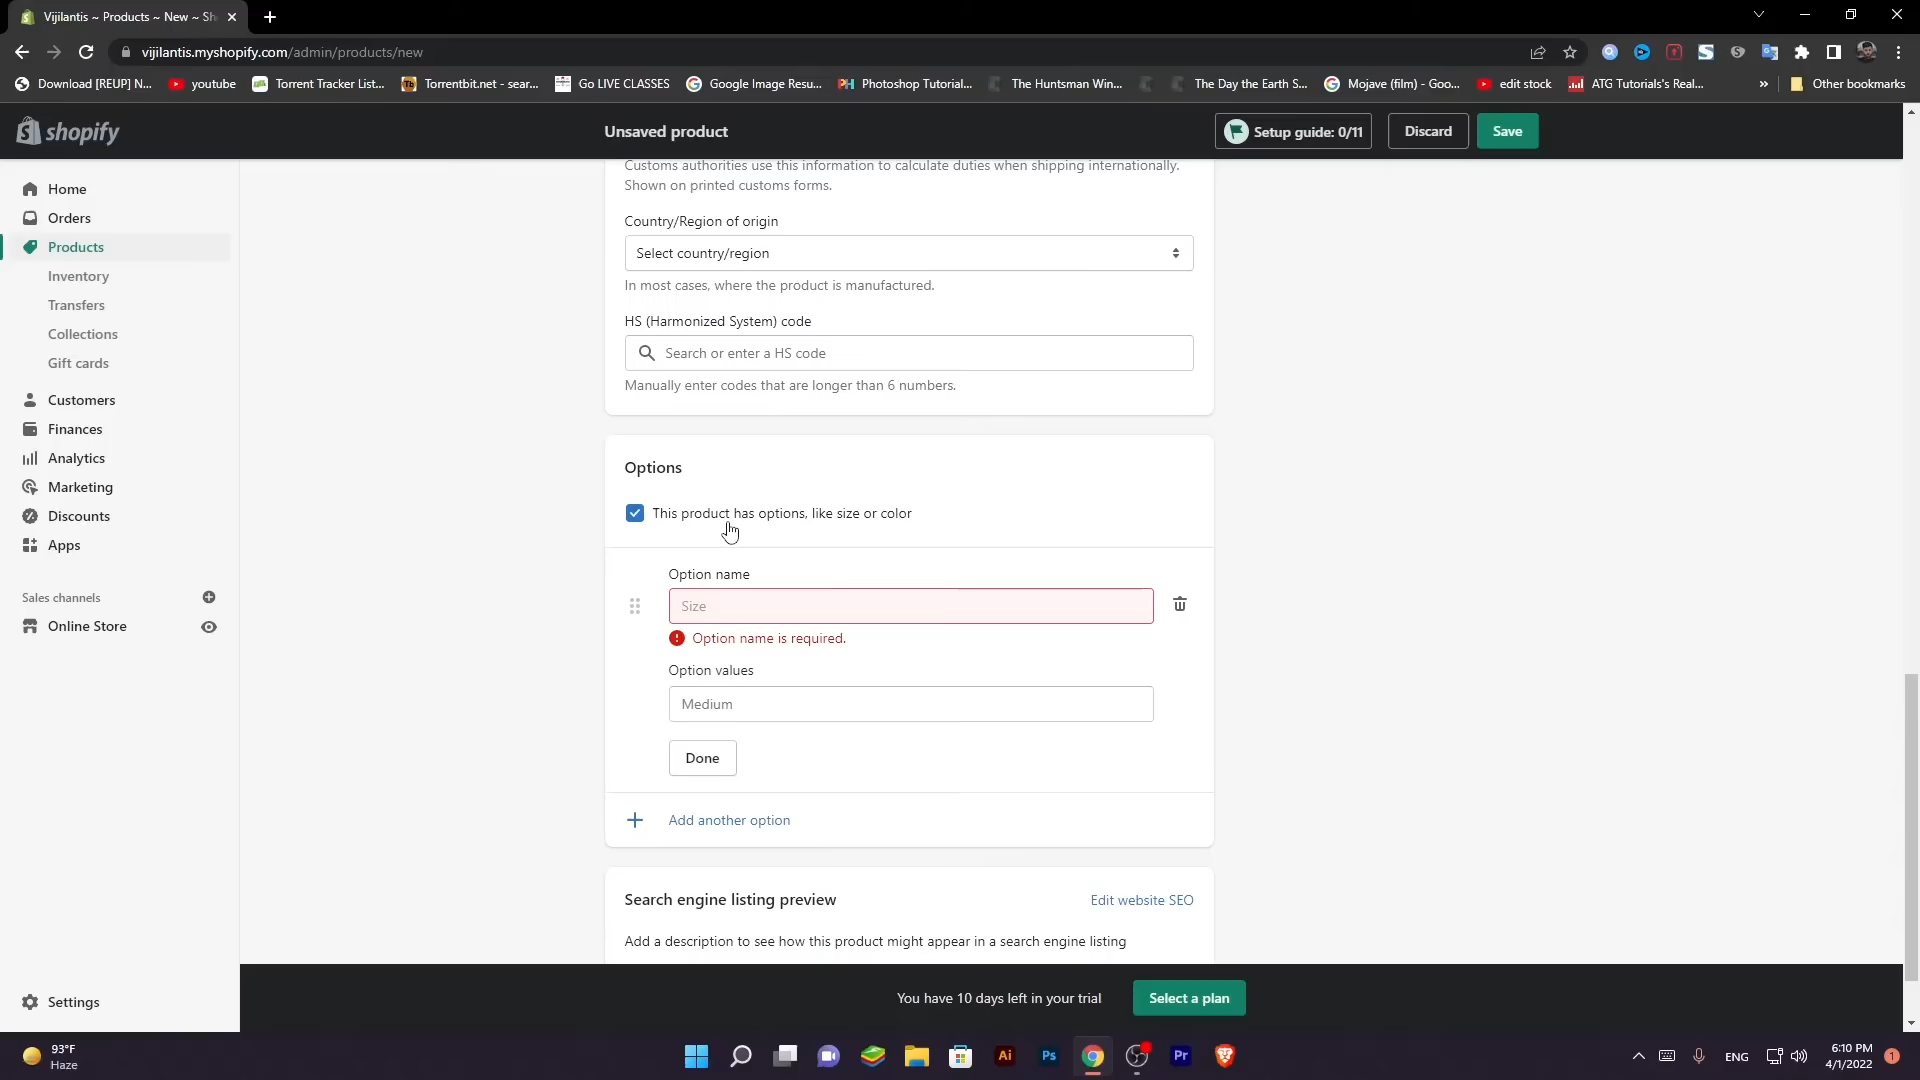 Vijilantis ~ Products ~ New ~ Sh
vijilantis.myshopify.com/admin/products/new
Download [REUP] N...
youtube
Torrent Tracker List...
Torrentbit.net - sear...
Go LIVE CLASSES
Google Image Resu...
PH Photoshop Tutorial...
The Huntsman Win...
The Day the Earth S...
Mojave (film) - Goo...
edit stock
ATG Tutorials's Real...
»
Other bookmarks
shopify
Unsaved product
Setup guide: 0/11
Discard
Save
Home
Orders
Products
Inventory
Transfers
Collections
Gift cards
Customers
Finances
Analytics
Marketing
Discounts
Apps
Sales channels
Online Store
Settings
Customs authorities use this information to calculate duties when shipping internationally.
Shown on printed customs forms.
Country/Region of origin
Select country/region
In most cases, where the product is manufactured.
HS (Harmonized System) code
Search or enter a HS code
Manually enter codes that are longer than 6 numbers.
Options
This product has options, like size or color
Option name
Size
Option name is required.
Option values
Medium
Done
Add another option
Search engine listing preview
Edit website SEO
Add a description to see how this product might appear in a search engine listing
You have 10 days left in your trial
Select a plan
93°F
Haze
Ai
Ps
Pr
ENG
6:10 PM
4/1/2022
1